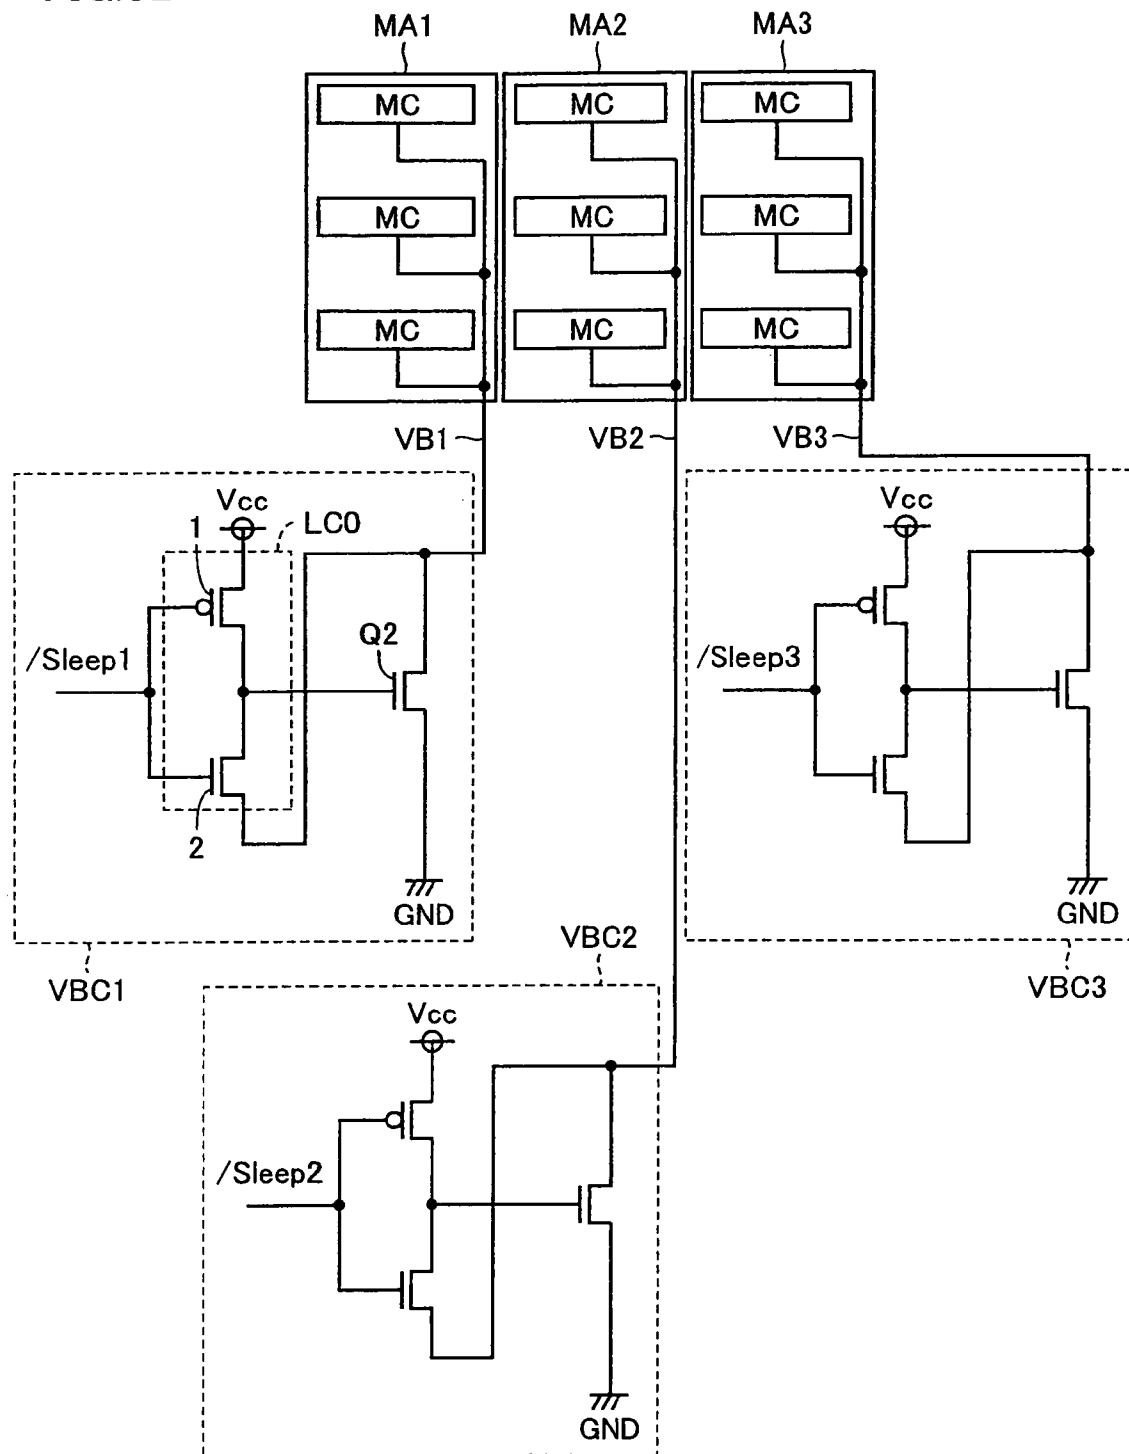 MA1 MA2 MA3
MC MC MC
MC MC MC
MC MC MC
VB1 VB2 VB3
Vcc
1
LC0
Q2
/Sleep1
2
GND
VBC1
Vcc
/Sleep3
GND
VBC3
VBC2
Vcc
/Sleep2
GND